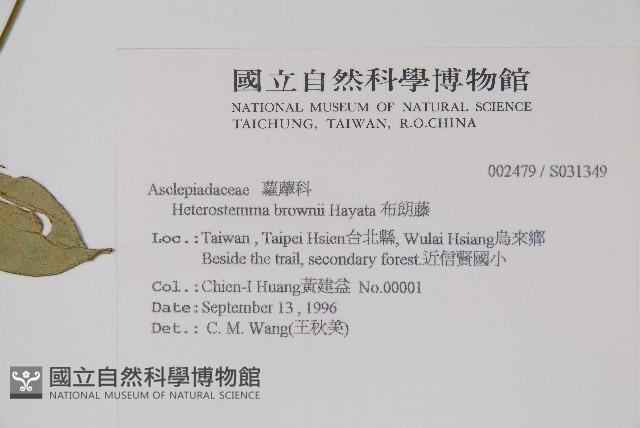 國立自然科學博物館
NATIONAL MUSEUM OF NATURAL SCIENCE
TAICHUNG, TAIWAN, R.O.CHINA
002479 / S031349
Asclepiadaceae 蘿藦科
Heterostemma brownii Hayata 布朗藤
Loc.: Taiwan , Taipei Hsien台北縣, Wulai Hsiang烏來鄉
Beside the trail, secondary forest.近信賢國小
Col.: Chien-I Huang黃建益 No.00001
Date: September 13 , 1996
Det.: C. M. Wang(王秋美)
國立自然科學博物館
NATIONAL MUSEUM OF NATURAL SCIENCE